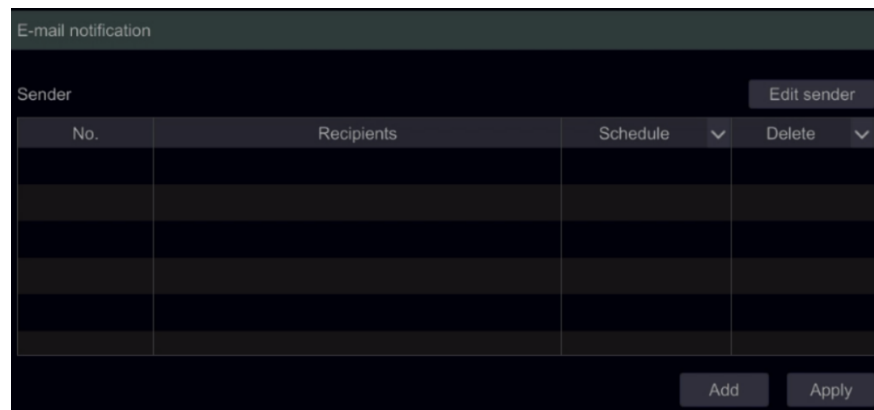 E-mail notification
Sender Edit sender
No. Recipients Schedule Delete
Add Apply